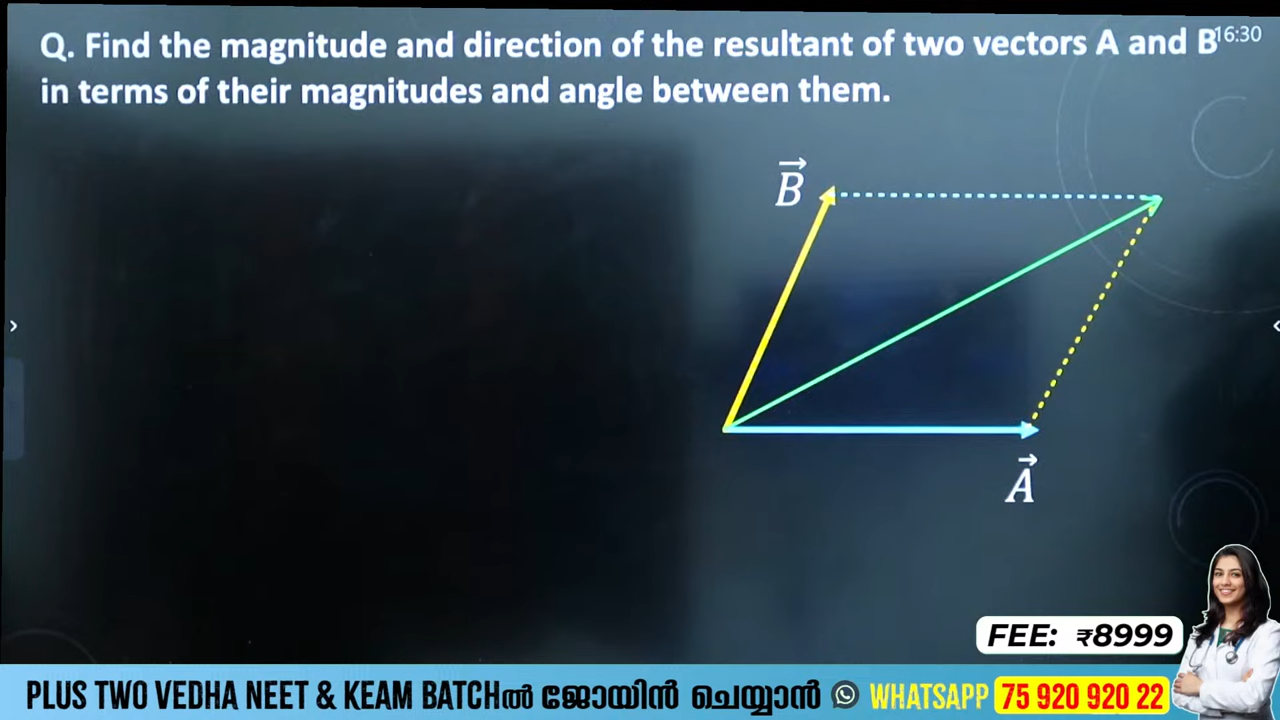 Q. Find the magnitude and direction of the resultant of two vectors A and B
16:30
in terms of their magnitudes and angle between them.
B⃗
A⃗
FEE: ₹8999
PLUS TWO VEDHA NEET & KEAM BATCHൽ ജോയിൻ ചെയ്യാൻ WHATSAPP 75 920 920 22